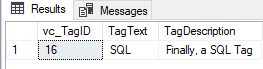 Results Messages
vc_TagID TagText TagDescription
1 16 SQL Finally, a SQL Tag